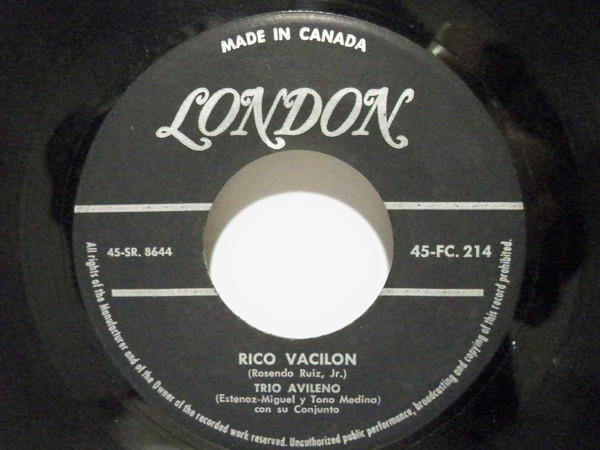 MADE IN CANADA
LONDON
45-SR. 8644
45-FC. 214
RICO VACILON
(Rosendo Ruiz, Jr.)
TRIO AVILENO
(Estenoz-Miguel y Tono Medina)
con su Conjunto
All rights of the Manufacturer and of the Owner of the recorded work reserved. Unauthorized public performance, broadcasting and copying of this record prohibited.